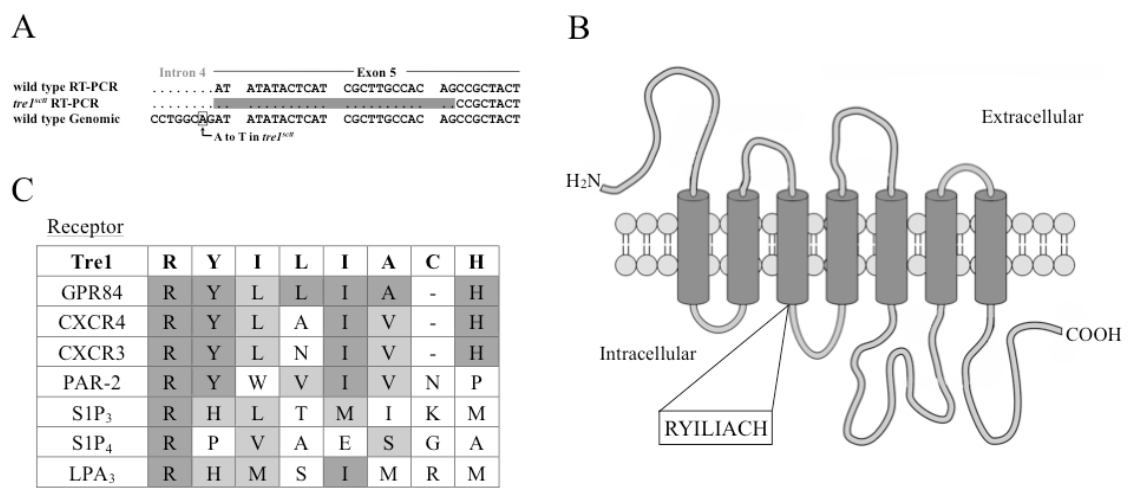 A
Intron 4 Exon 5
wild type RT-PCR ........AT ATATACTCAT CGCTTGCCAC AGCCGCTACT
tre1sctt RT-PCR .......... .......... .......... ..CCGCTACT
wild type Genomic CCTGGCAGAT ATATACTCAT CGCTTGCCAC AGCCGCTACT
A to T in tre1sctt
B
Extracellular
H2N
COOH
Intracellular
RYILIACH
C
Receptor
Tre1 R Y I L I A C H
GPR84 R Y L L I A - H
CXCR4 R Y L A I V - H
CXCR3 R Y L N I V - H
PAR-2 R Y W V I V N P
S1P3 R H L T M I K M
S1P4 R P V A E S G A
LPA3 R H M S I M R M